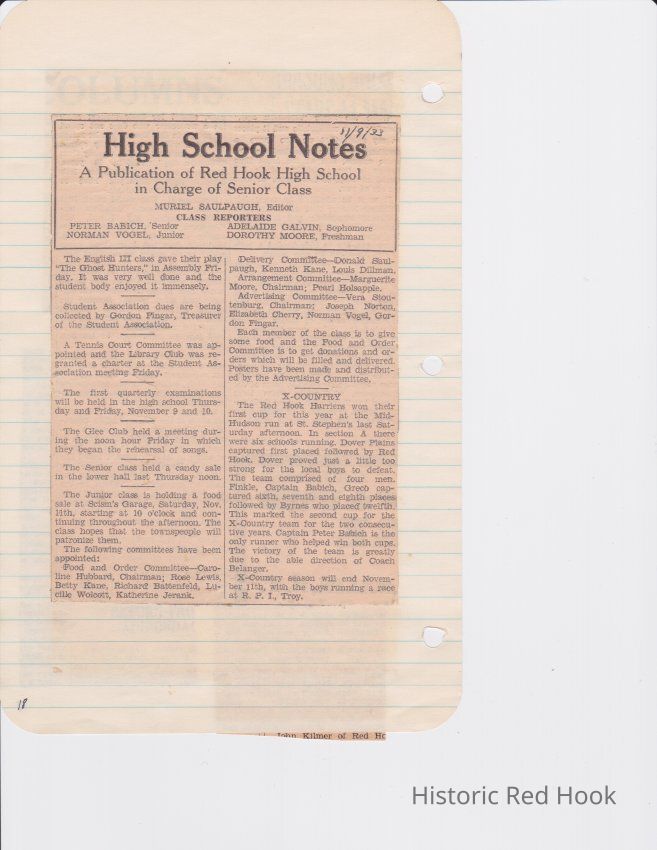 11/9/33
High School Notes
A Publication of Red Hook High School
in Charge of Senior Class
MURIEL SAULPAUGH, Editor
CLASS REPORTERS
PETER BABICH, Senior
NORMAN VOGEL, Junior
ADELAIDE GALVIN, Sophomore
DOROTHY MOORE, Freshman
The English III class gave their play
"The Ghost Hunters," in Assembly Fri-
day. It was very well done and the
student body enjoyed it immensely.
Student Association dues are being
collected by Gordon Fingar, Treasurer
of the Student Association.
A Tennis Court Committee was ap-
pointed and the Library Club was re-
granted a charter at the Student As-
sociation meeting Friday.
The first quarterly examinations
will be held in the high school Thurs-
day and Friday, November 9 and 10.
The Glee Club held a meeting dur-
ing the noon hour Friday in which
they began the rehearsal of songs.
The Senior class held a candy sale
in the lower hall last Thursday noon.
The Junior class is holding a food
sale at Scism's Garage, Saturday, Nov.
11th, starting at 10 o'clock and con-
tinuing throughout the afternoon. The
class hopes that the townspeople will
patronize them.
The following committees have been
appointed:
Food and Order Committee—Caro-
line Hubbard, Chairman; Rose Lewis,
Betty Kane, Richard Battenfeld, Lu-
cille Wolcott, Katherine Jerank.
Delivery Committee—Donald Saul-
paugh, Kenneth Kane, Louis Dillman.
Arrangement Committee—Marguerite
Moore, Chairman; Pearl Holsapple.
Advertising Committee—Vera Stou-
tenburg, Chairman; Joseph Norton,
Elizabeth Cherry, Norman Vogel, Gor-
don Fingar.
Each member of the class is to give
some food and the Food and Order
Committee is to get donations and or-
ders which will be filled and delivered.
Posters have been made and distribut-
ed by the Advertising Committee.
X-COUNTRY
The Red Hook Harriers won their
first cup for this year at the Mid-
Hudson run at St. Stephen's last Sat-
urday afternoon. In section A there
were six schools running. Dover Plains
captured first placed followed by Red
Hook. Dover proved just a little too
strong for the local boys to defeat.
The team comprised of four men,
Finkle, Captain Babich, Greco cap-
tured sixth, seventh and eighth places
followed by Byrnes who placed twelfth.
This marked the second cup for the
X-Country team for the two consecu-
tive years. Captain Peter Babich is the
only runner who helped win both cups.
The victory of the team is greatly
due to the able direction of Coach
Belanger.
X-Country season will end Novem-
ber 11th, with the boys running a race
at R. P. I., Troy.
18
John Kilmer of Red Ho
Historic Red Hook